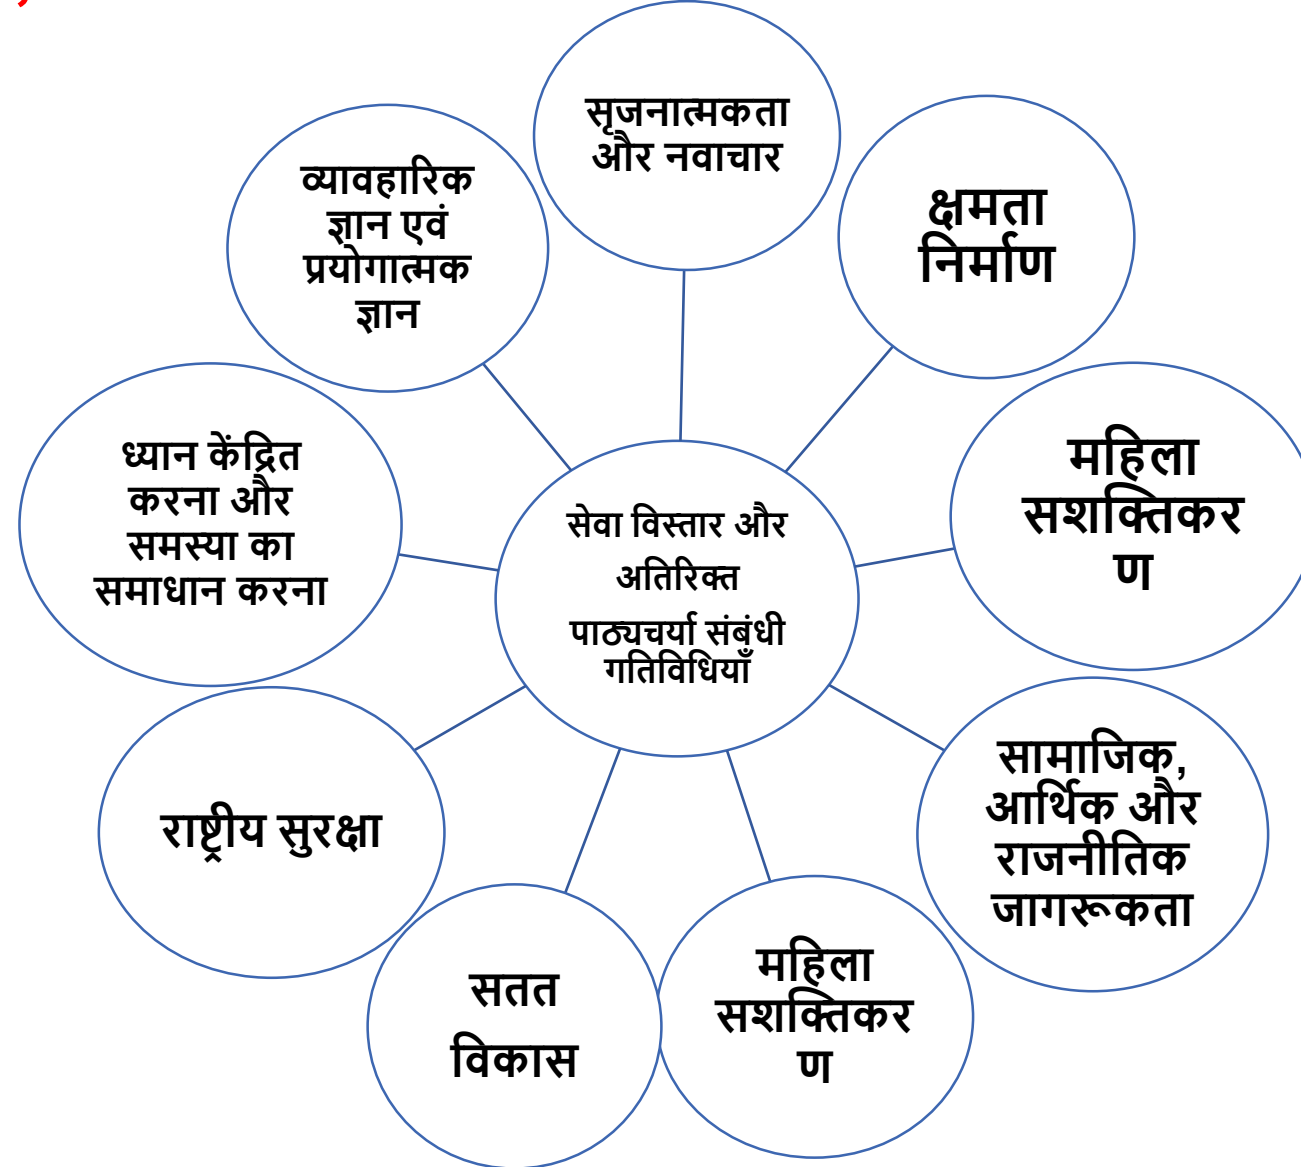 सृजनात्मकता
और नवाचार
क्षमता
निर्माण
महिला
सशक्तिकर
ण
सामाजिक,
आर्थिक और
राजनीतिक
जागरूकता
महिला
सशक्तिकर
ण
सतत
विकास
राष्ट्रीय सुरक्षा
ध्यान केंद्रित
करना और
समस्या का
समाधान करना
व्यावहारिक
ज्ञान एवं
प्रयोगात्मक
ज्ञान
सेवा विस्तार और
अतिरिक्त
पाठ्यचर्या संबंधी
गतिविधियाँ